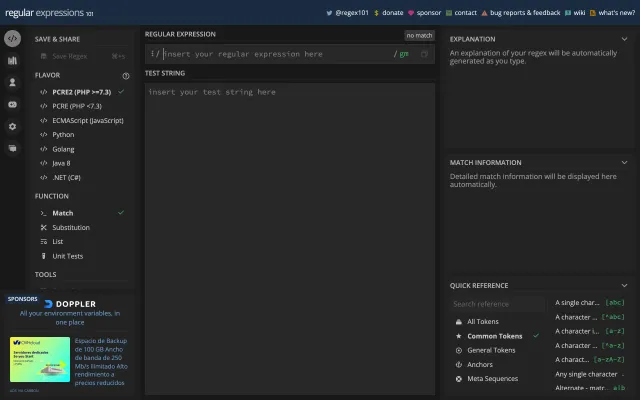 regular expressions 101
@regex101
donate
sponsor
contact
bug reports & feedback
wiki
what's new?
SAVE & SHARE
Save Regex
⌘+s
FLAVOR
PCRE2 (PHP >=7.3)
PCRE (PHP <7.3)
ECMAScript (JavaScript)
Python
Golang
Java 8
.NET (C#)
FUNCTION
Match
Substitution
List
Unit Tests
TOOLS
SPONSORS
DOPPLER
All your environment variables, in
one place
OVHcloud
Servidores dedicados
Espacio de Backup
de 100 GB Ancho
de banda de 250
Mb/s Ilimitado Alto
rendimiento a
precios reducidos
REGULAR EXPRESSION
no match
/ insert your regular expression here
/ gm
TEST STRING
insert your test string here
EXPLANATION
An explanation of your regex will be automatically
generated as you type.
MATCH INFORMATION
Detailed match information will be displayed here
automatically.
QUICK REFERENCE
Search reference
All Tokens
Common Tokens
General Tokens
Anchors
Meta Sequences
A single char... [abc]
A character ... [^abc]
A character i... [a-z]
A character ... [^a-z]
A charact... [a-zA-Z]
Any single character .
Alternate - matr... a|b